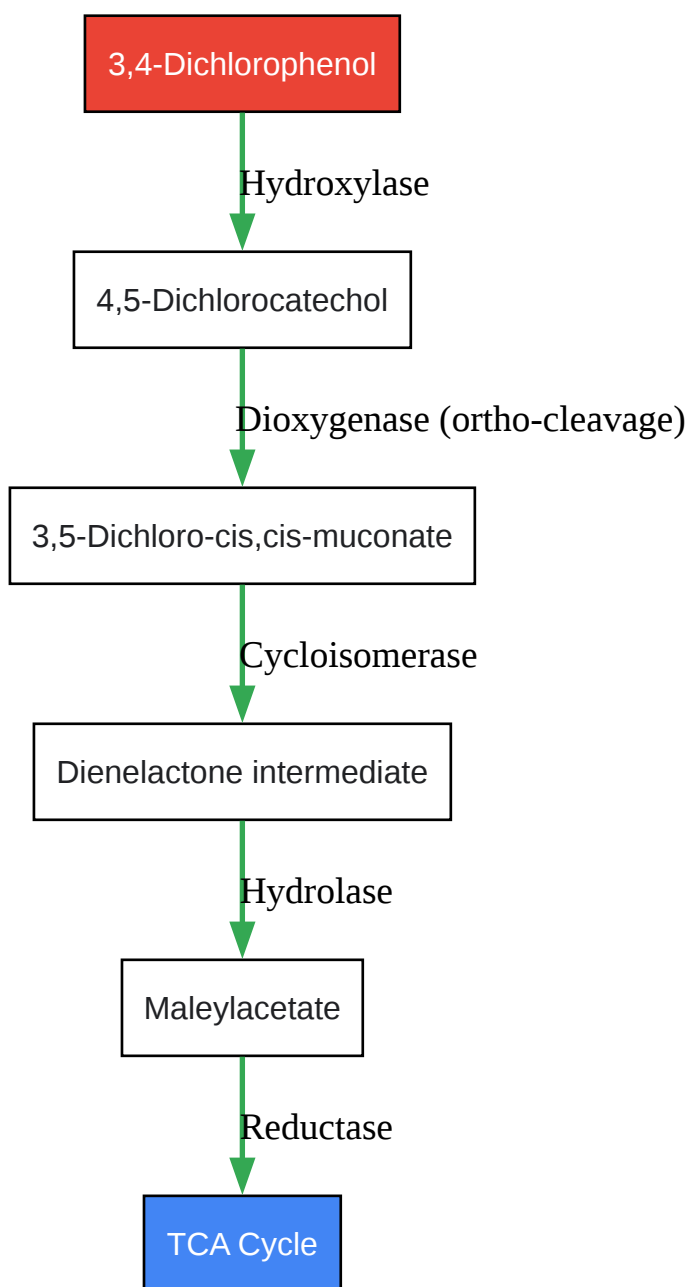 3,4-Dichlorophenol
Hydroxylase
4,5-Dichlorocatechol
Dioxygenase (ortho-cleavage)
3,5-Dichloro-cis,cis-muconate
Cycloisomerase
Dienelactone intermediate
Hydrolase
Maleylacetate
Reductase
TCA Cycle